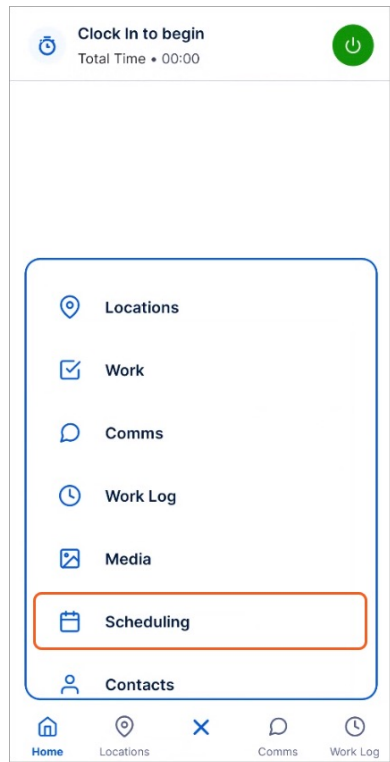 Clock In to begin
Total Time • 00:00
Locations
Work
Comms
Work Log
Media
Scheduling
Contacts
Home Locations Comms Work Log